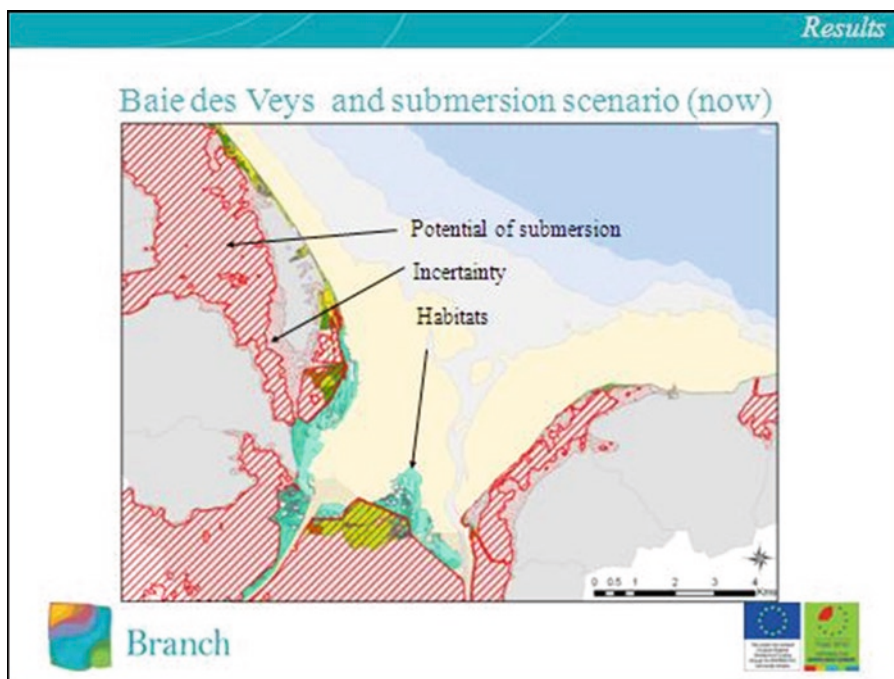 Results
Baie des Veys and submersion scenario (now)
Potential of submersion
Incertainty
Habitats
0 0.5 1 2 3 4
Kms
Branch